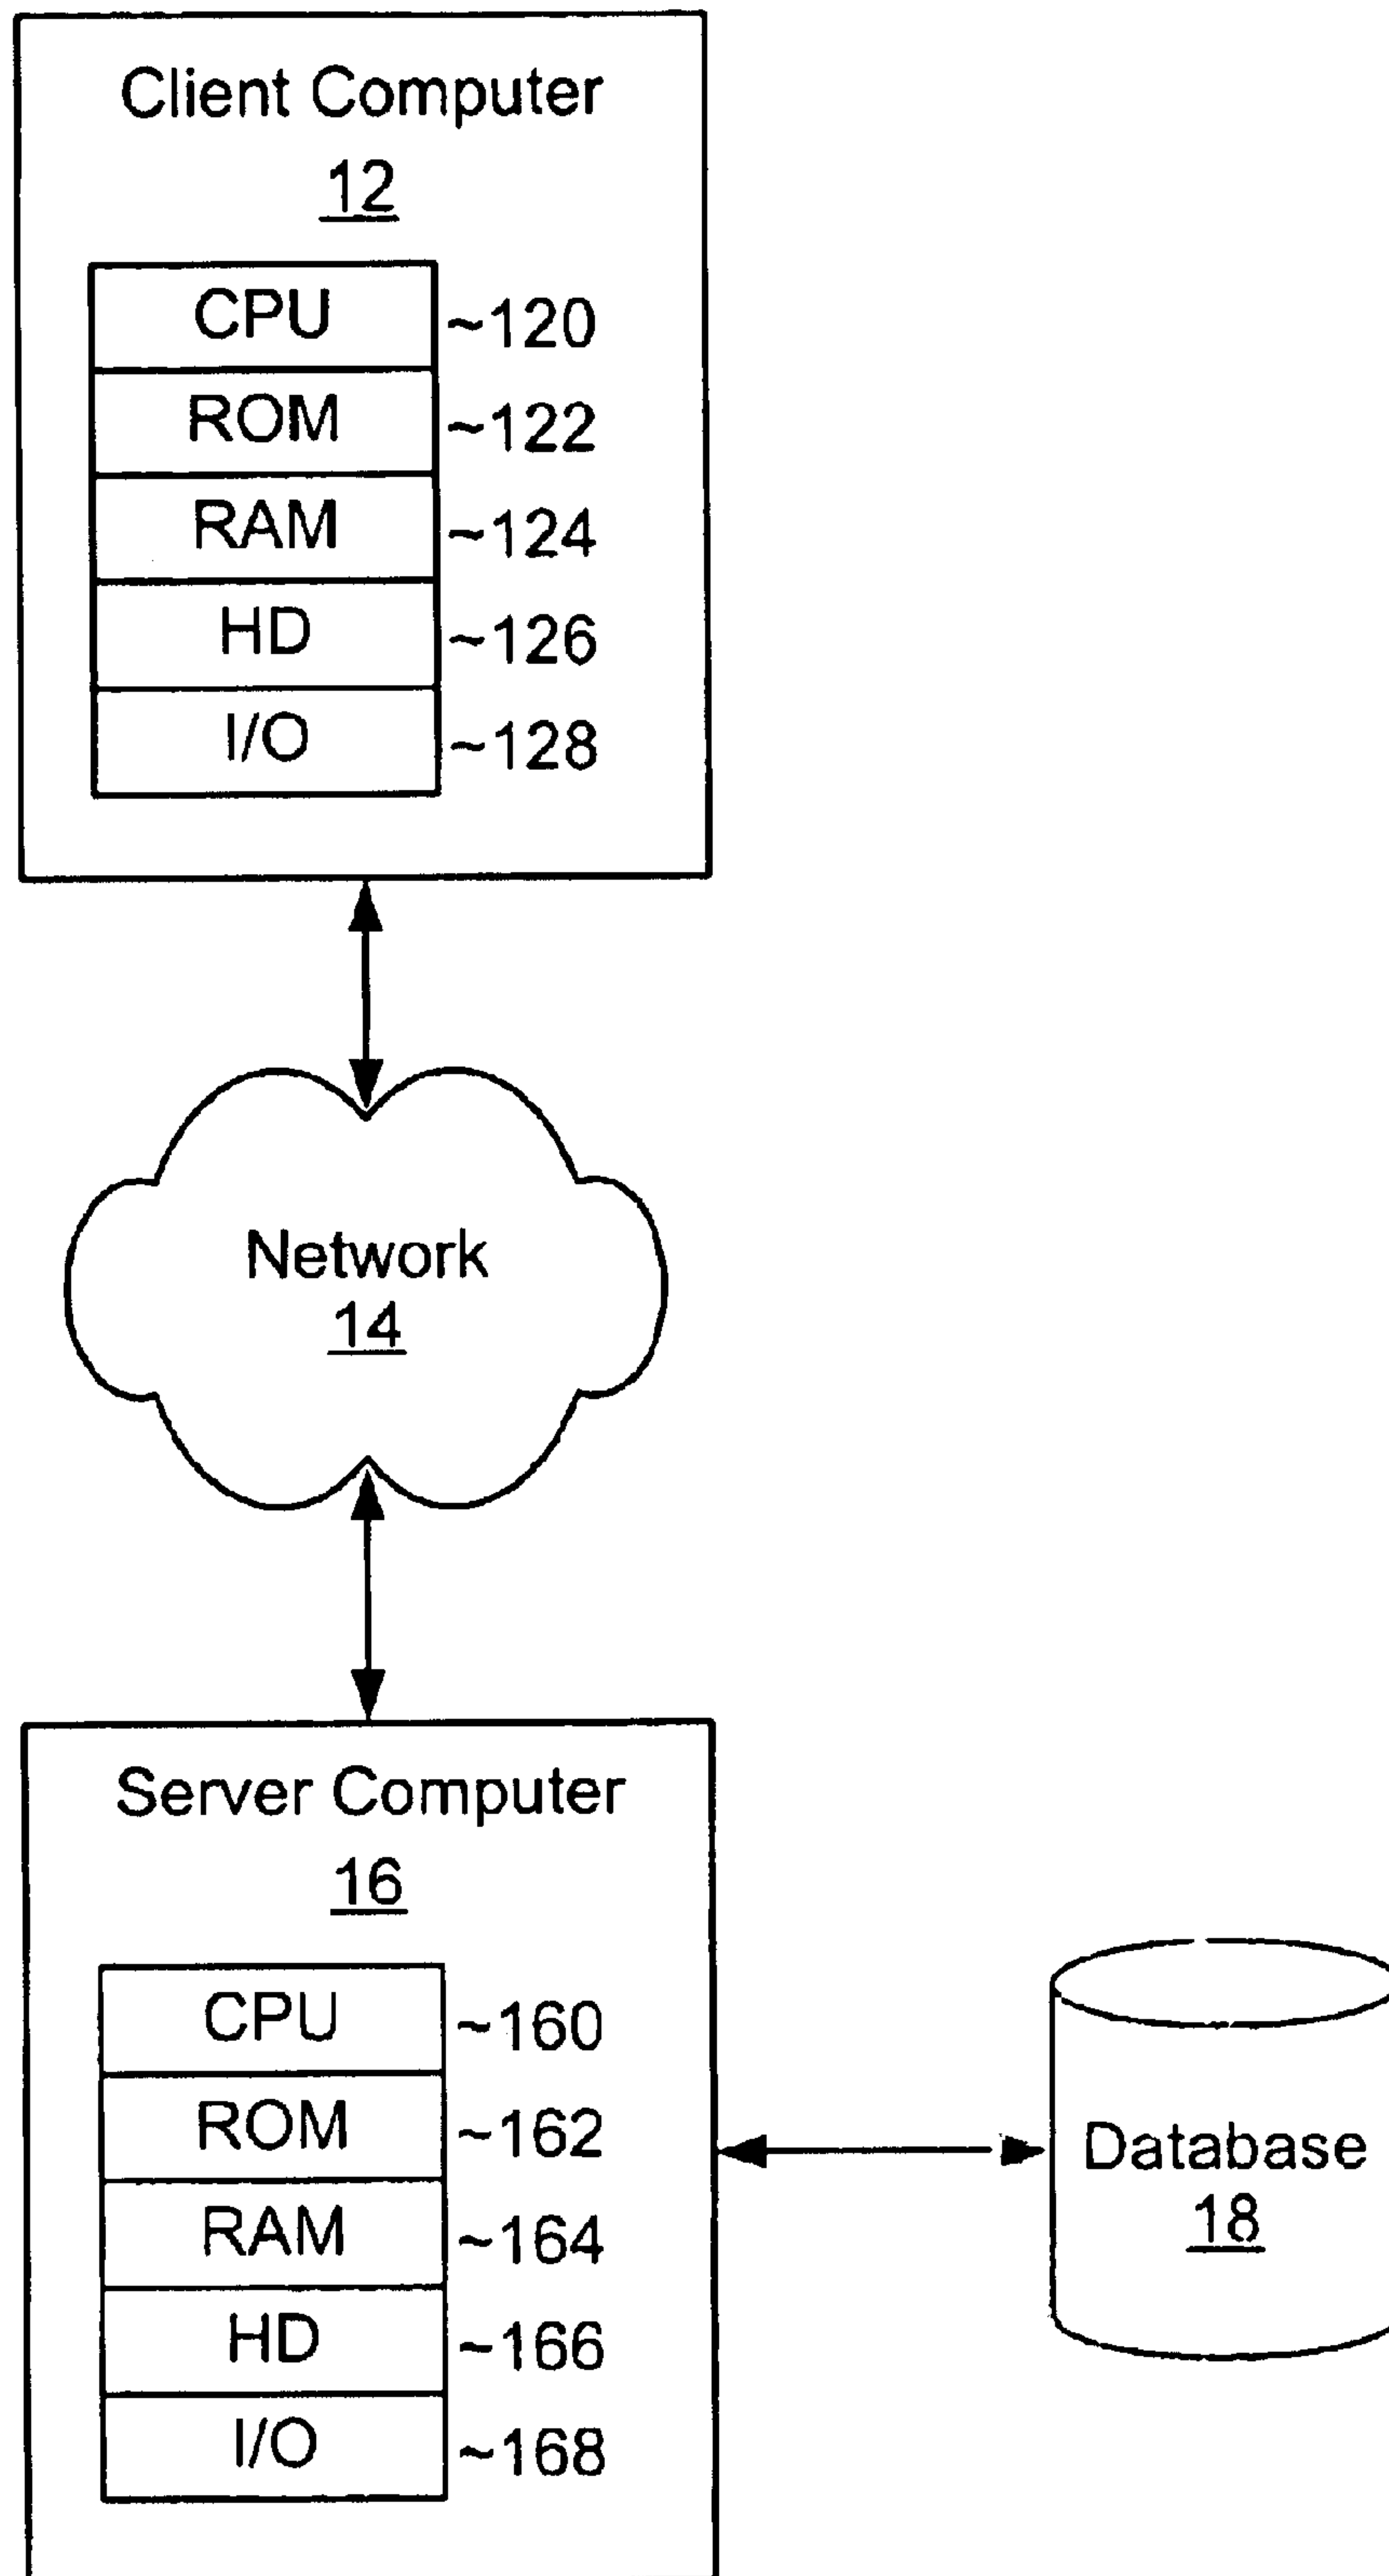 Client Computer
12
CPU ~120
ROM ~122
RAM ~124
HD ~126
I/O ~128
Network
14
Server Computer
16
CPU ~160
ROM ~162
RAM ~164
HD ~166
I/O ~168
Database
18